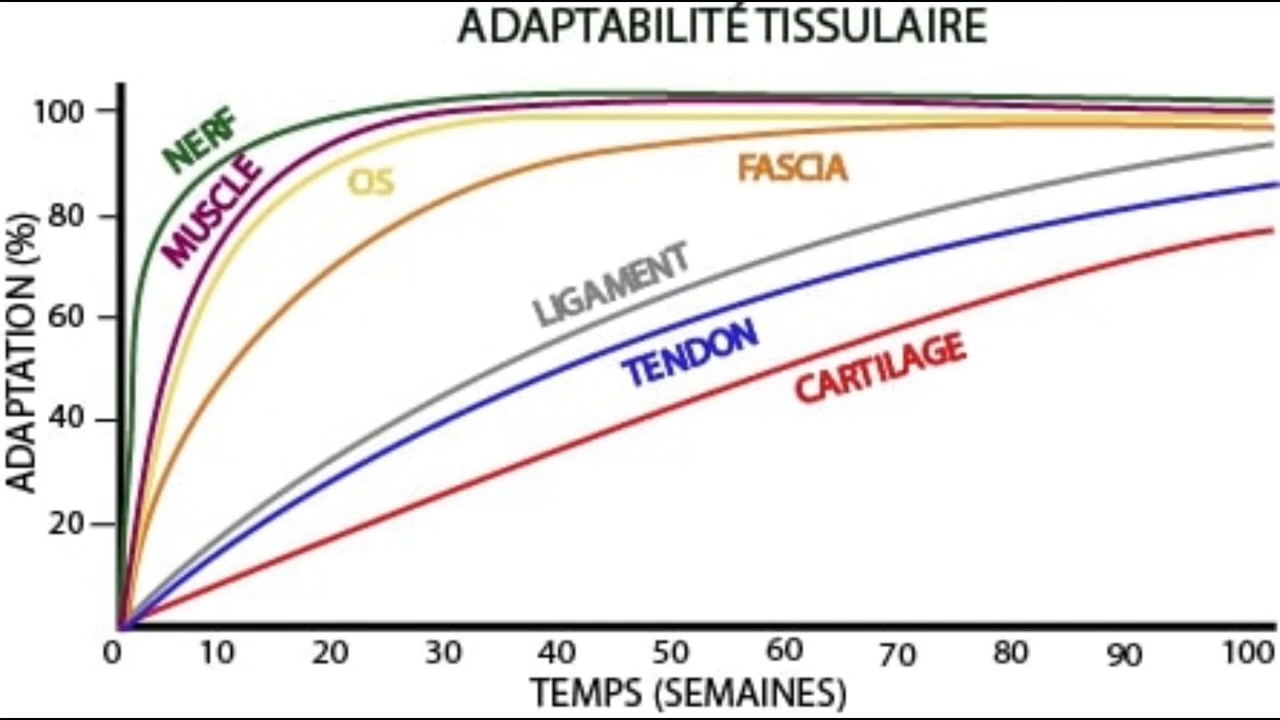 ADAPTABILITÉ TISSULAIRE
ADAPTATION (%)
100
80
60
40
20
NERF
MUSCLE
OS
FASCIA
LIGAMENT
TENDON
CARTILAGE
0 10 20 30 40 50 60 70 80 90 100
TEMPS (SEMAINES)